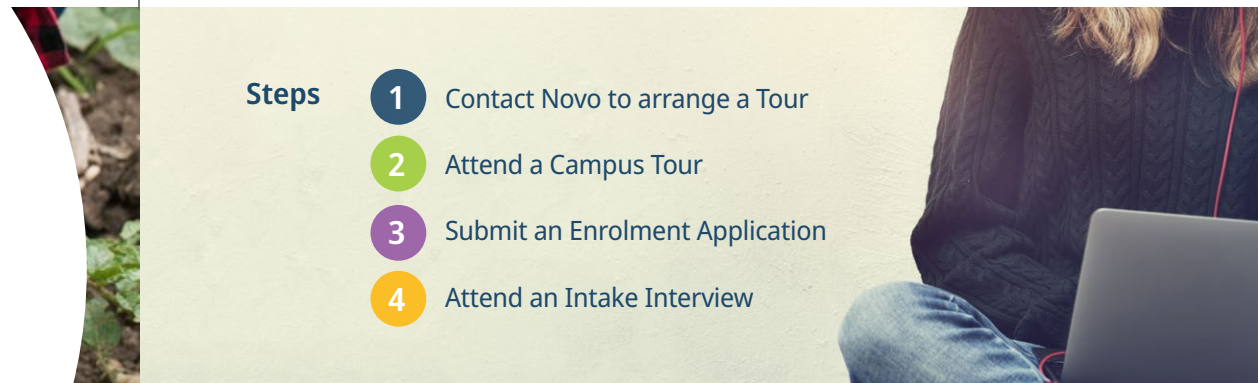 Steps
1 Contact Novo to arrange a Tour
2 Attend a Campus Tour
3 Submit an Enrolment Application
4 Attend an Intake Interview